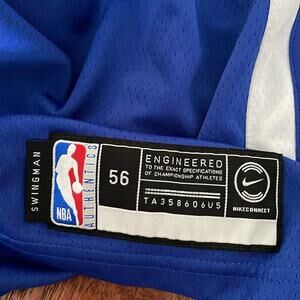 SWINGMAN
NBA
AUTHENTICS
56
ENGINEERED
TO THE EXACT SPECIFICATIONS
OF CHAMPIONSHIP ATHLETES
TA358606U5
NIKECONNECT